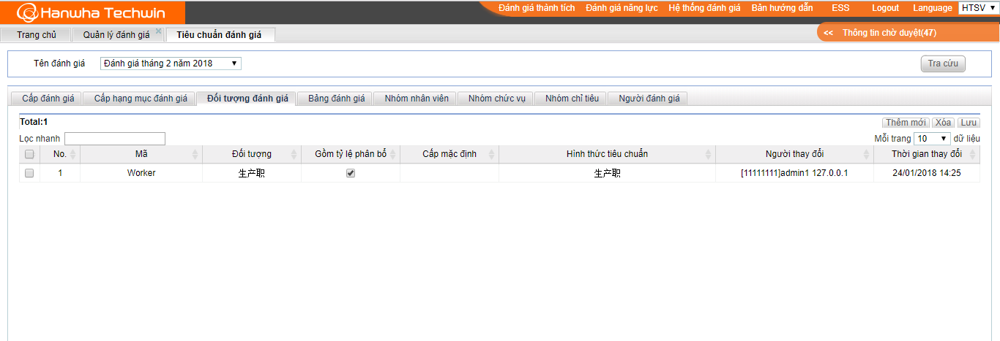 Hanwha Techwin
Đánh giá thành tích Đánh giá năng lực Hệ thống đánh giá Bản hướng dẫn ESS Logout Language HTSV
Trang chủ Quản lý đánh giá Tiêu chuẩn đánh giá
<< Thông tin chờ duyệt(47)
Tên đánh giá Đánh giá tháng 2 năm 2018 Tra cứu
Cấp đánh giá Cấp hạng mục đánh giá Đối tượng đánh giá Bảng đánh giá Nhóm nhân viên Nhóm chức vụ Nhóm chỉ tiêu Người đánh giá
Total:1 Thêm mới Xóa Lưu
Lọc nhanh Mỗi trang 10 dữ liệu
No. Mã Đối tượng Gồm tỷ lệ phân bổ Cấp mặc định Hình thức tiêu chuẩn Người thay đổi Thời gian thay đổi
1 Worker 生产职 生产职 [11111111]admin1 127.0.0.1 24/01/2018 14:25